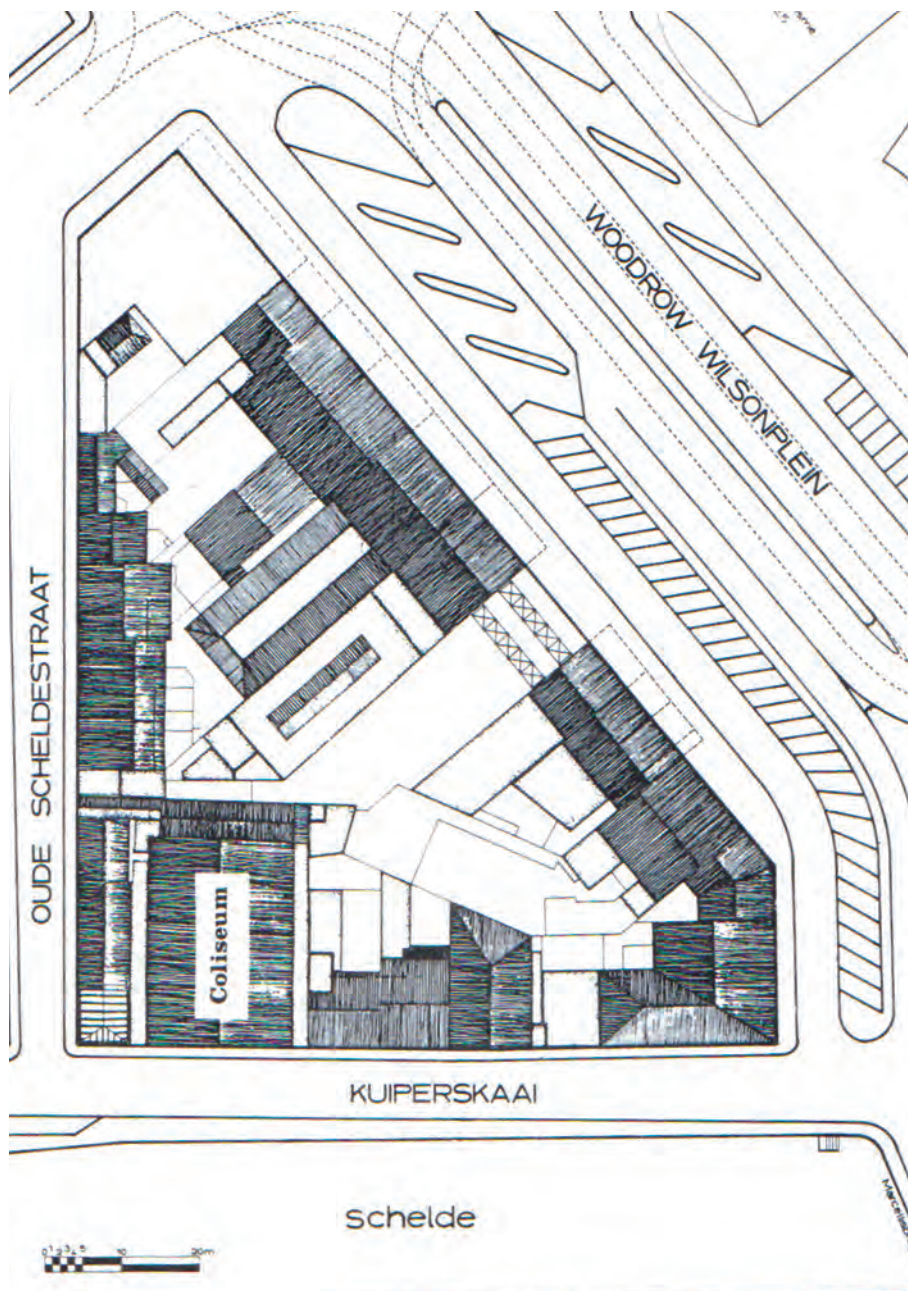 WOODROW WILSONPLEIN
OUDE SCHELDESTRAAT
Coliseum
KUIPERSKAAI
Schelde
0 1 2 3 4 5 10 20m